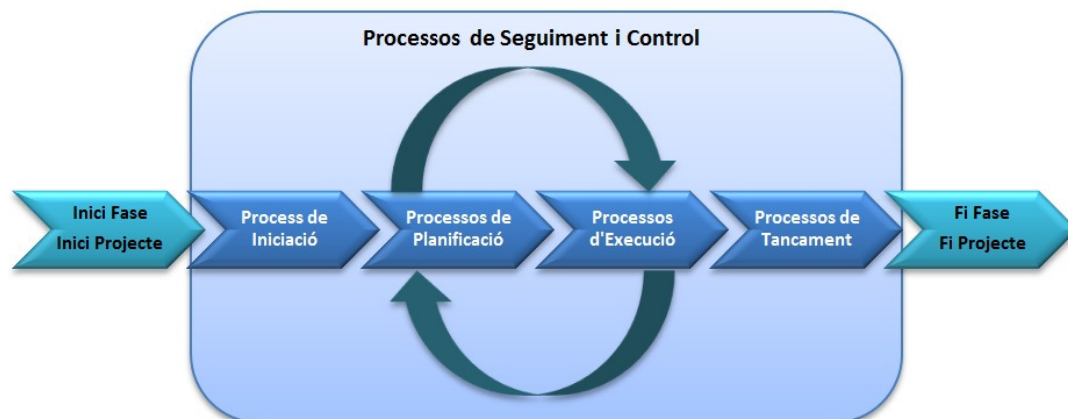 Processos de Seguiment i Control
Inici Fase
Inici Projecte
Process de
Iniciació
Processos de
Planificació
Processos
d'Execució
Processos de
Tancament
Fi Fase
Fi Projecte